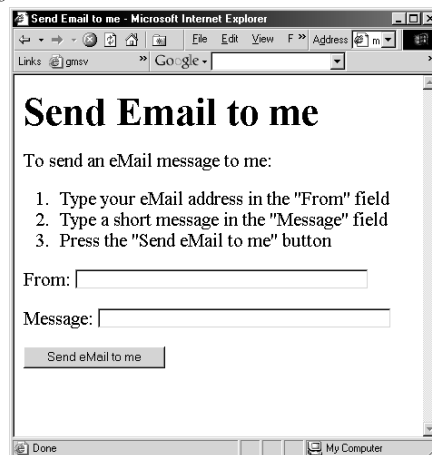 Send Email to me - Microsoft Internet Explorer
File Edit View F » Address m
Links gmsv » Google
Send Email to me
To send an eMail message to me:
1. Type your eMail address in the "From" field
2. Type a short message in the "Message" field
3. Press the "Send eMail to me" button
From:
Message:
Send eMail to me
Done My Computer